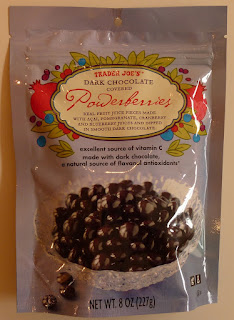 TRADER JOE'S
DARK CHOCOLATE
COVERED
Powerberries
REAL FRUIT JUICE PIECES MADE
WITH AÇAI, POMEGRANATE, CRANBERRY
AND BLUEBERRY JUICES AND DIPPED
IN SMOOTH DARK CHOCOLATE.
excellent source of vitamin C
made with dark chocolate,
a natural source of flavanol antioxidants
NET WT. 8 OZ (227g)